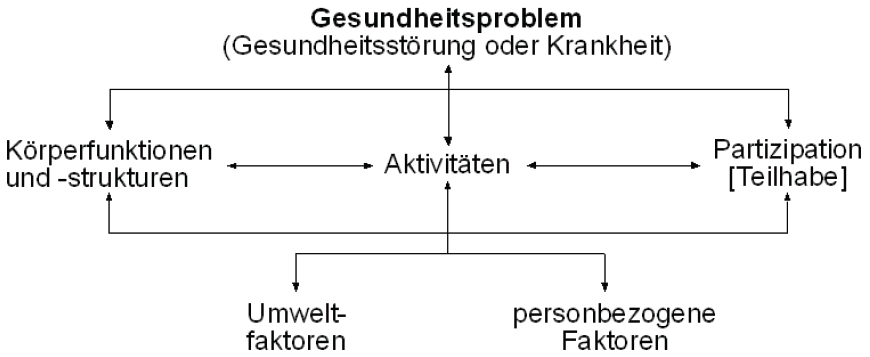 Gesundheitsproblem
(Gesundheitsstörung oder Krankheit)
Körperfunktionen
und -strukturen
Aktivitäten
Partizipation
[Teilhabe]
Umwelt-
faktoren
personbezogene
Faktoren